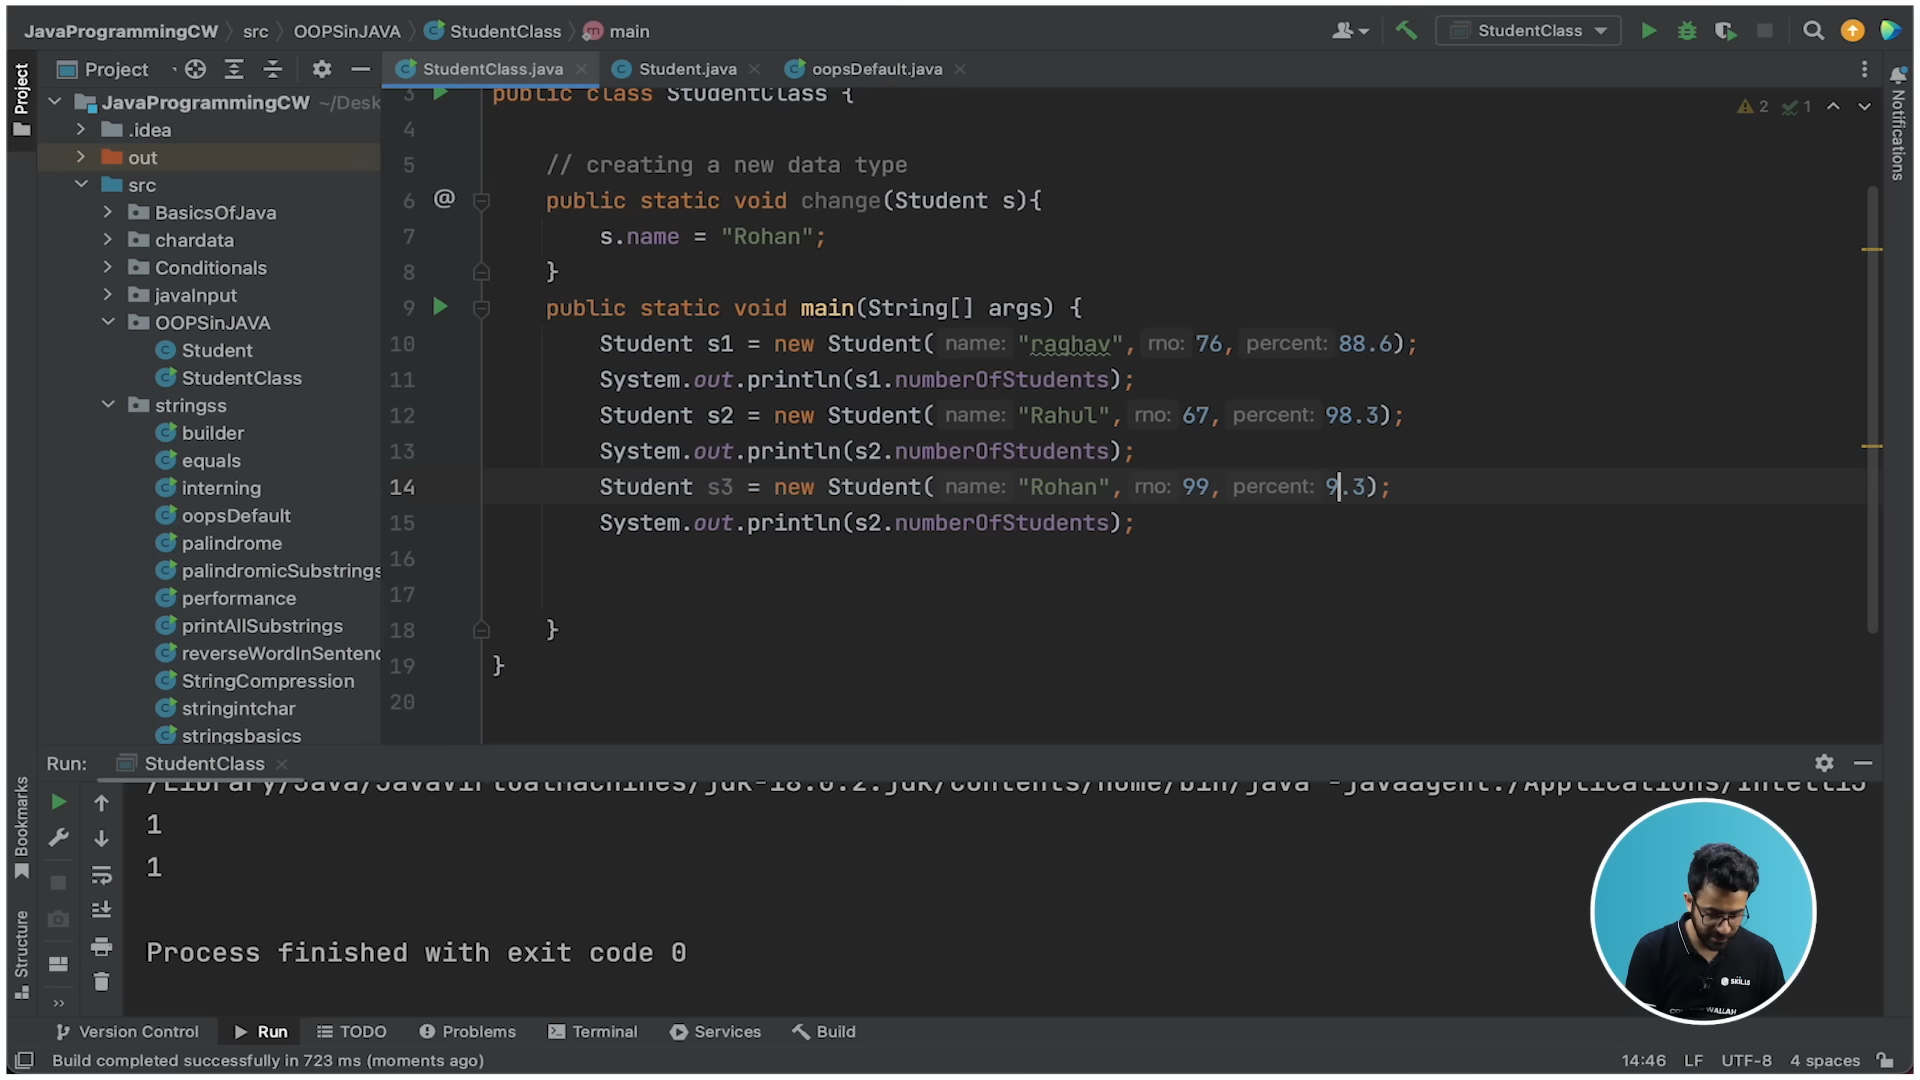 JavaProgrammingCW src OOPSinJAVA StudentClass main
StudentClass
Project
StudentClass.java Student.java oopsDefault.java
Project
Notifications
JavaProgrammingCW ~/Desk
.idea
out
src
BasicsOfJava
chardata
Conditionals
javaInput
OOPSinJAVA
Student
StudentClass
stringss
builder
equals
interning
oopsDefault
palindrome
palindromicSubstrings
performance
printAllSubstrings
reverseWordInSentenc
StringCompression
stringintchar
stringsbasics
2 1
3 public class StudentClass {
4
5 // creating a new data type
6 @ public static void change(Student s){
7 s.name = "Rohan";
8 }
9 public static void main(String[] args) {
10 Student s1 = new Student( name: "raghav", rno: 76, percent: 88.6);
11 System.out.println(s1.numberOfStudents);
12 Student s2 = new Student( name: "Rahul", rno: 67, percent: 98.3);
13 System.out.println(s2.numberOfStudents);
14 Student s3 = new Student( name: "Rohan", rno: 99, percent: 9.3);
15 System.out.println(s2.numberOfStudents);
16
17
18 }
19 }
20
Run: StudentClass
Bookmarks
Structure
/Library/Java/JavaVirtualMachines/jdk-18.0.2.jdk/Contents/Home/bin/java -javaagent:/Applications/IntelliJ
1
1
Process finished with exit code 0
SKILLS
WALLAH
Version Control Run TODO Problems Terminal Services Build
Build completed successfully in 723 ms (moments ago)
14:46 LF UTF-8 4 spaces